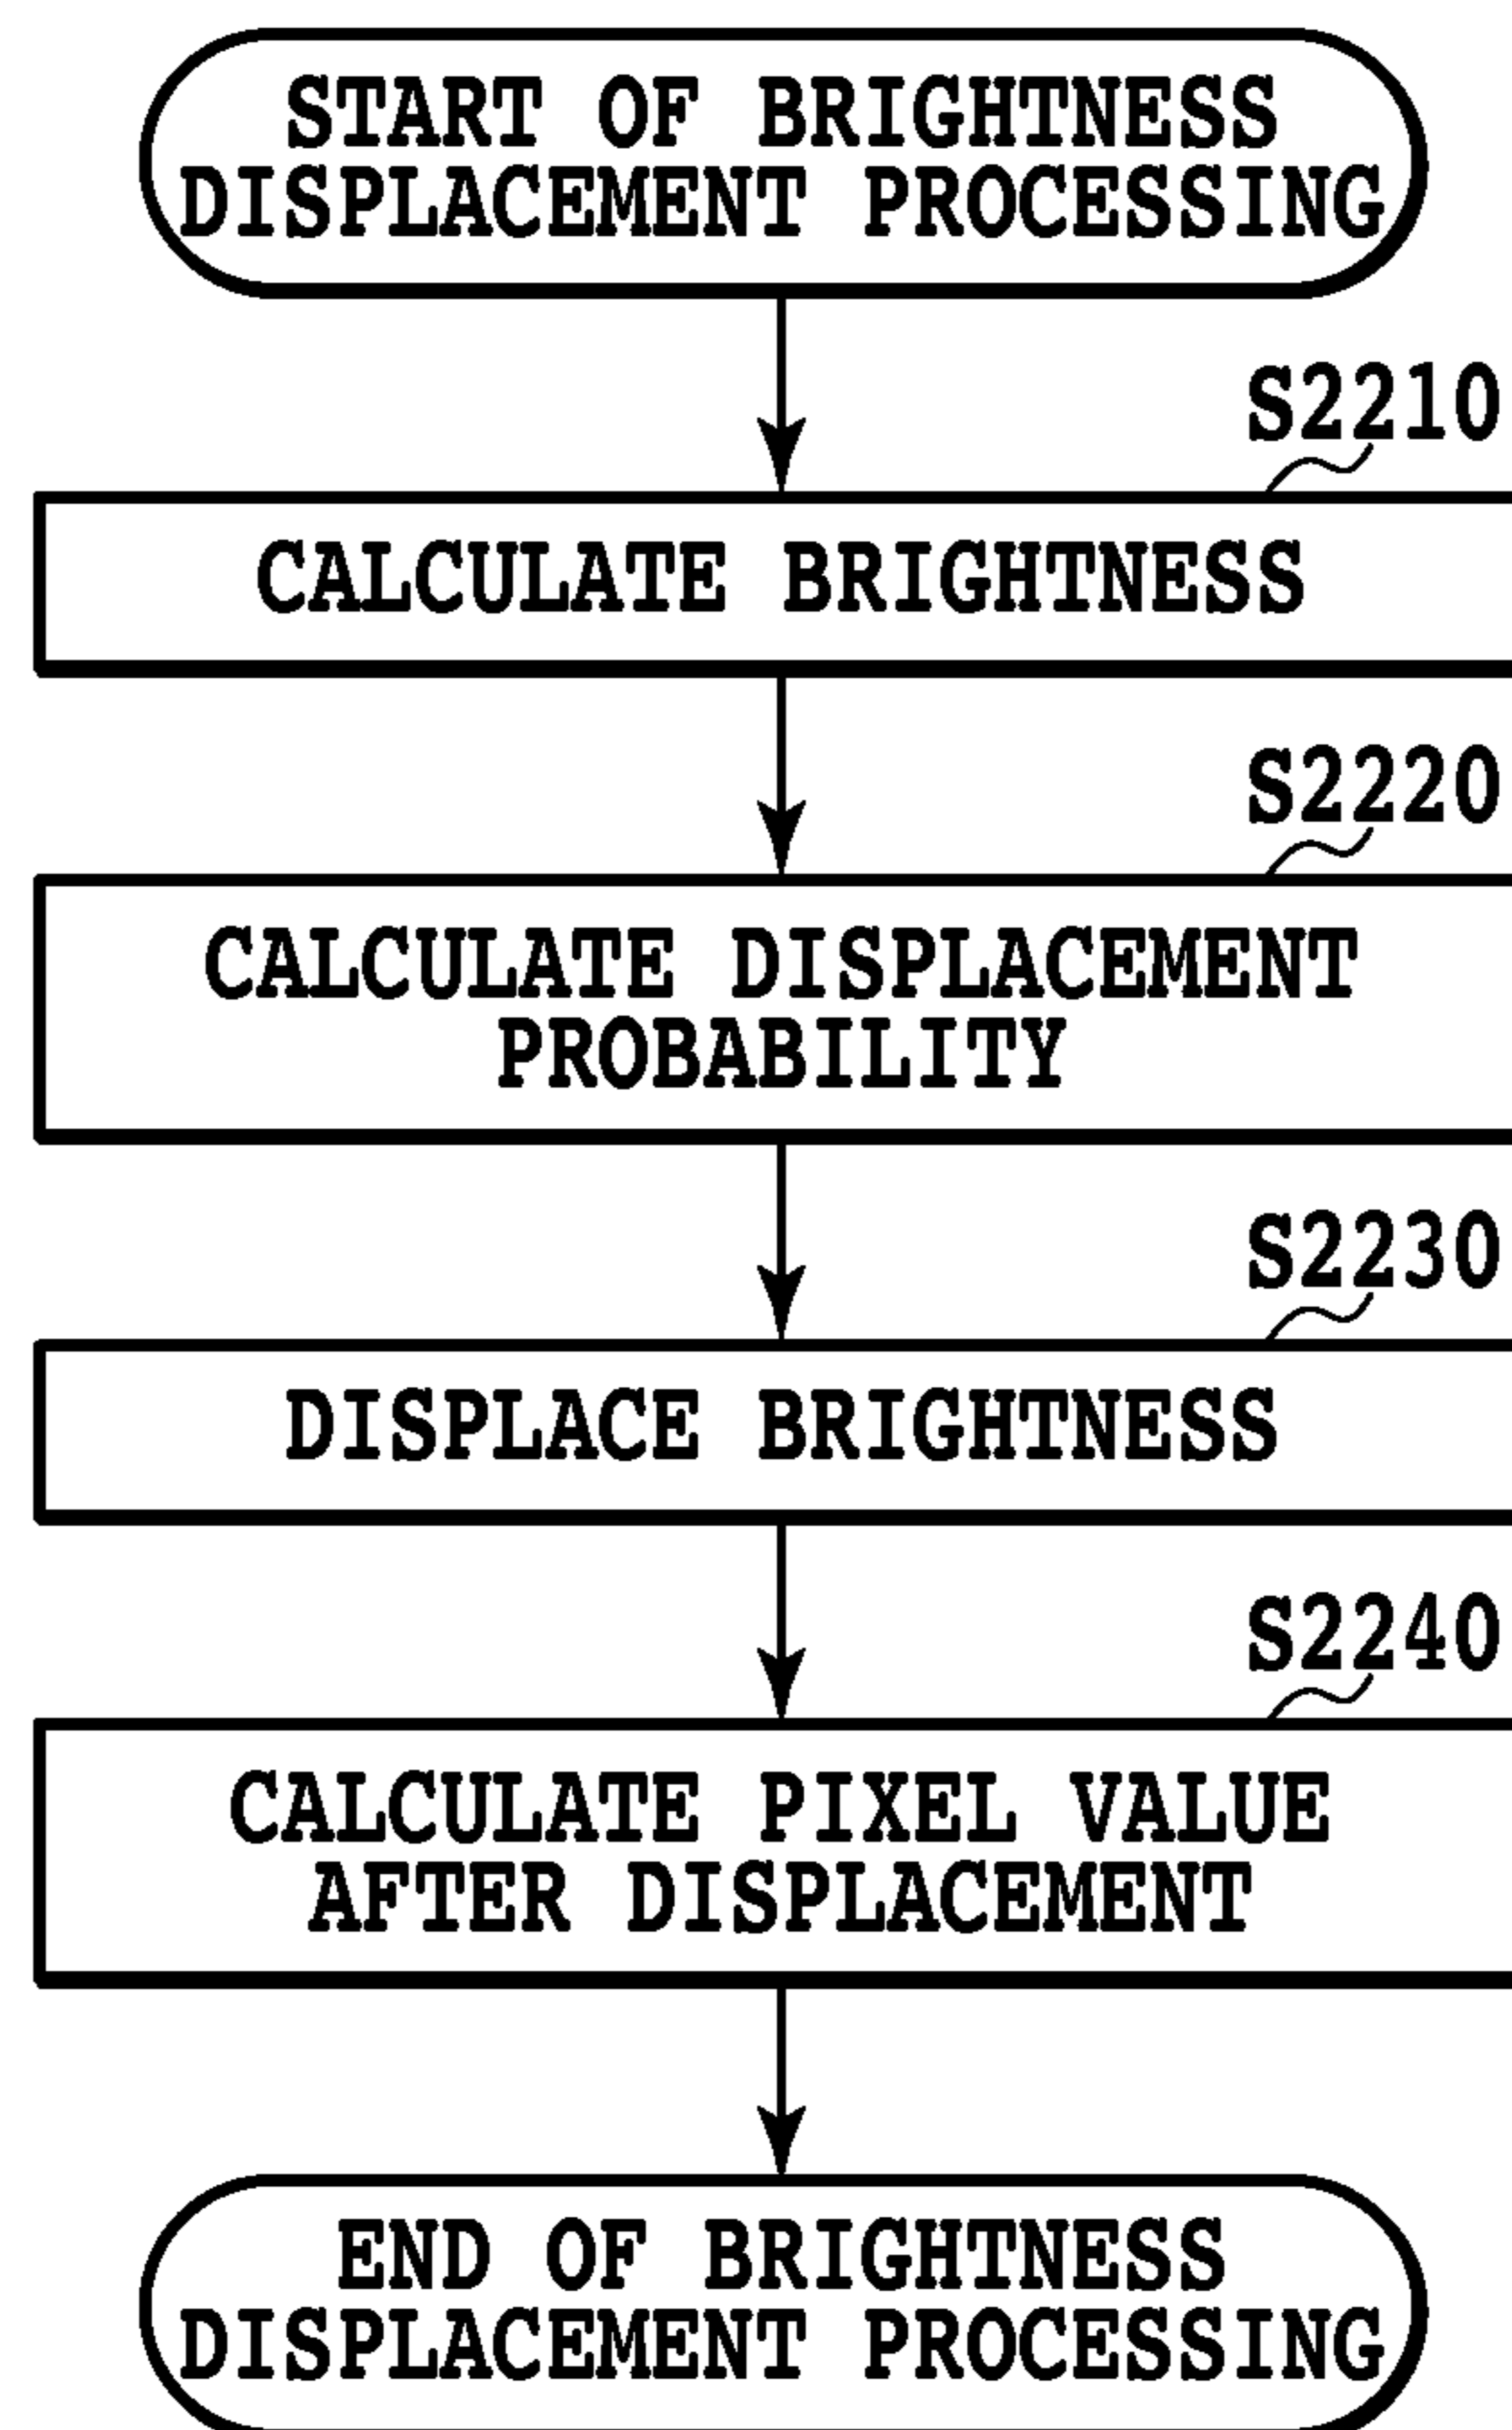 START OF BRIGHTNESS
DISPLACEMENT PROCESSING
S2210
CALCULATE BRIGHTNESS
S2220
CALCULATE DISPLACEMENT
PROBABILITY
S2230
DISPLACE BRIGHTNESS
S2240
CALCULATE PIXEL VALUE
AFTER DISPLACEMENT
END OF BRIGHTNESS
DISPLACEMENT PROCESSING